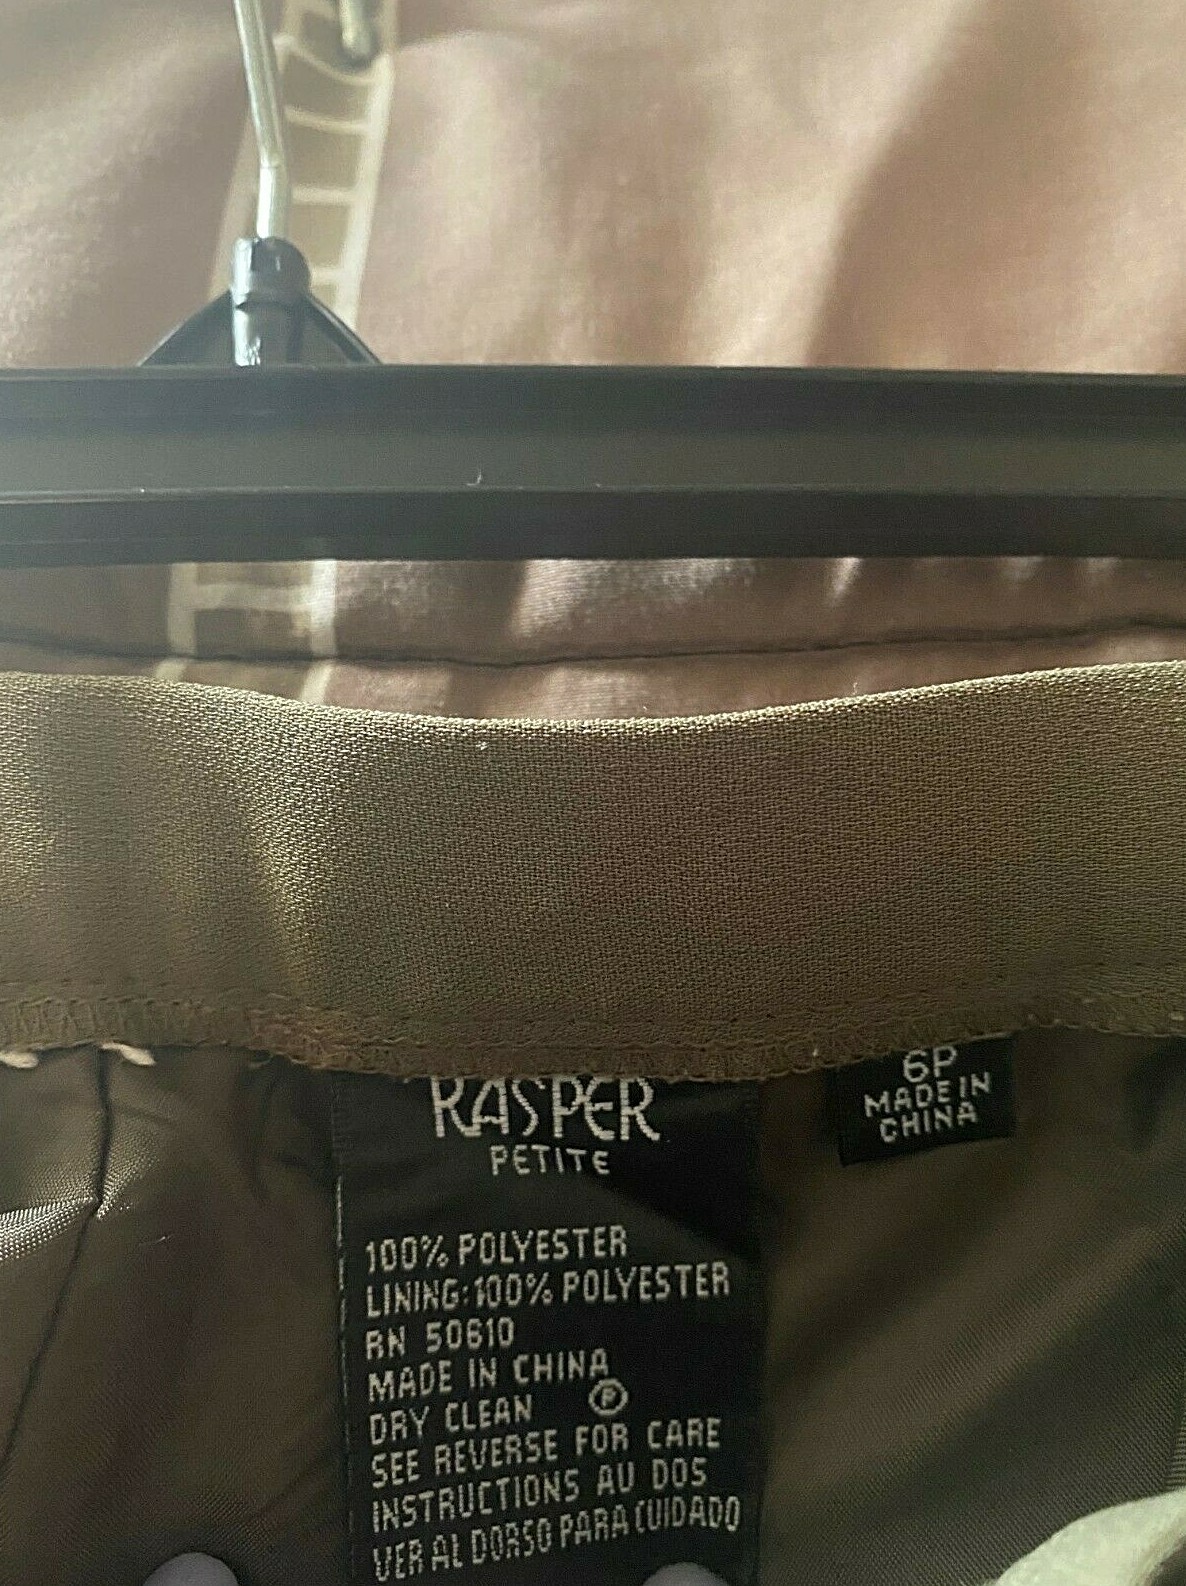 KASPER
PETITE
6P
MADE IN
CHINA
100% POLYESTER
LINING: 100% POLYESTER
RN 50610
MADE IN CHINA
DRY CLEAN Ⓟ
SEE REVERSE FOR CARE
INSTRUCTIONS AU DOS
VER AL DORSO PARA CUIDADO